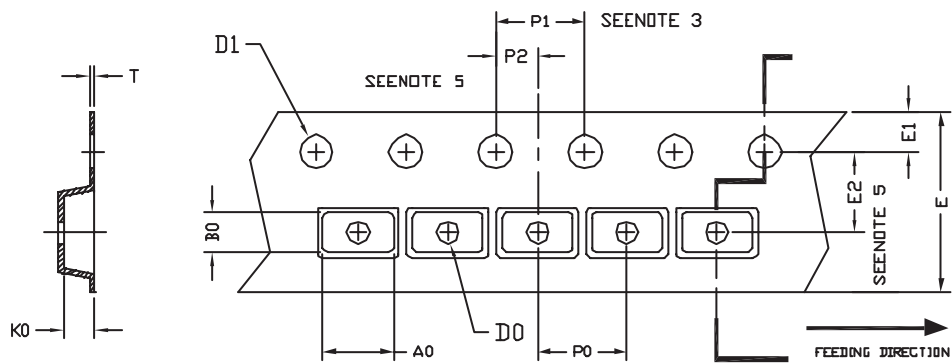 P1
SEENOTE 3
D1
P2
T
SEENOTE 5
E1
E2
E
SEENOTE 5
B0
K0
A0
D0
P0
FEEDING DIRECTION